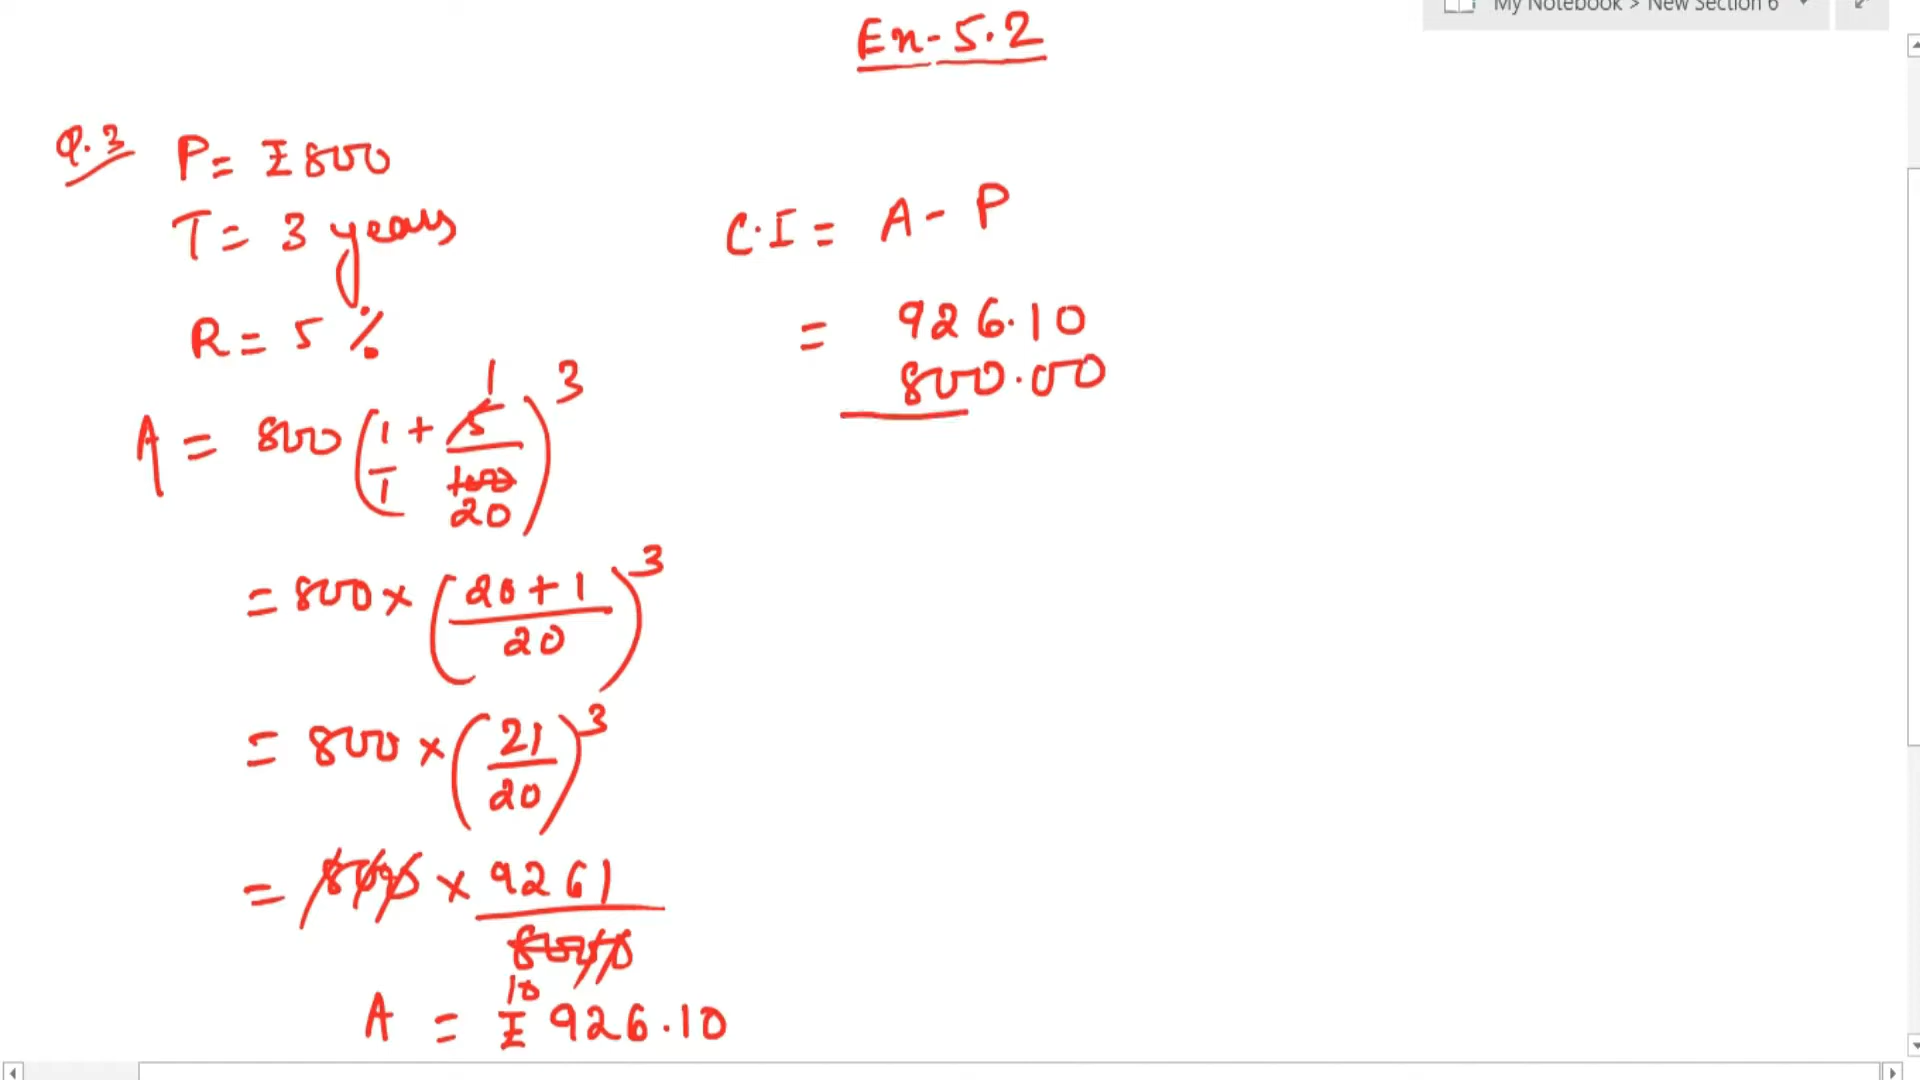 My Notebook > New Section 6
En-5.2
Q.3 P = ₹800
T = 3 years
R = 5 %
A = 800 (1/1 + 5/100)^3
1
20
= 800 × (20+1/20)^3
= 800 × (21/20)^3
= 800 × 9261/8000
10
A = ₹ 926.10
C.I = A - P
= 926.10
800.00